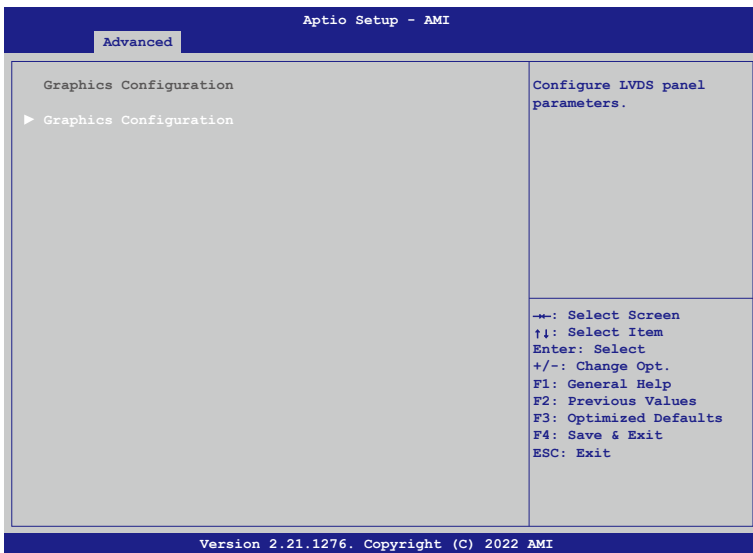 Aptio Setup - AMI
Advanced
Graphics Configuration
▶ Graphics Configuration
Configure LVDS panel
parameters.
→←: Select Screen
↑↓: Select Item
Enter: Select
+/-: Change Opt.
F1: General Help
F2: Previous Values
F3: Optimized Defaults
F4: Save & Exit
ESC: Exit
Version 2.21.1276. Copyright (C) 2022 AMI